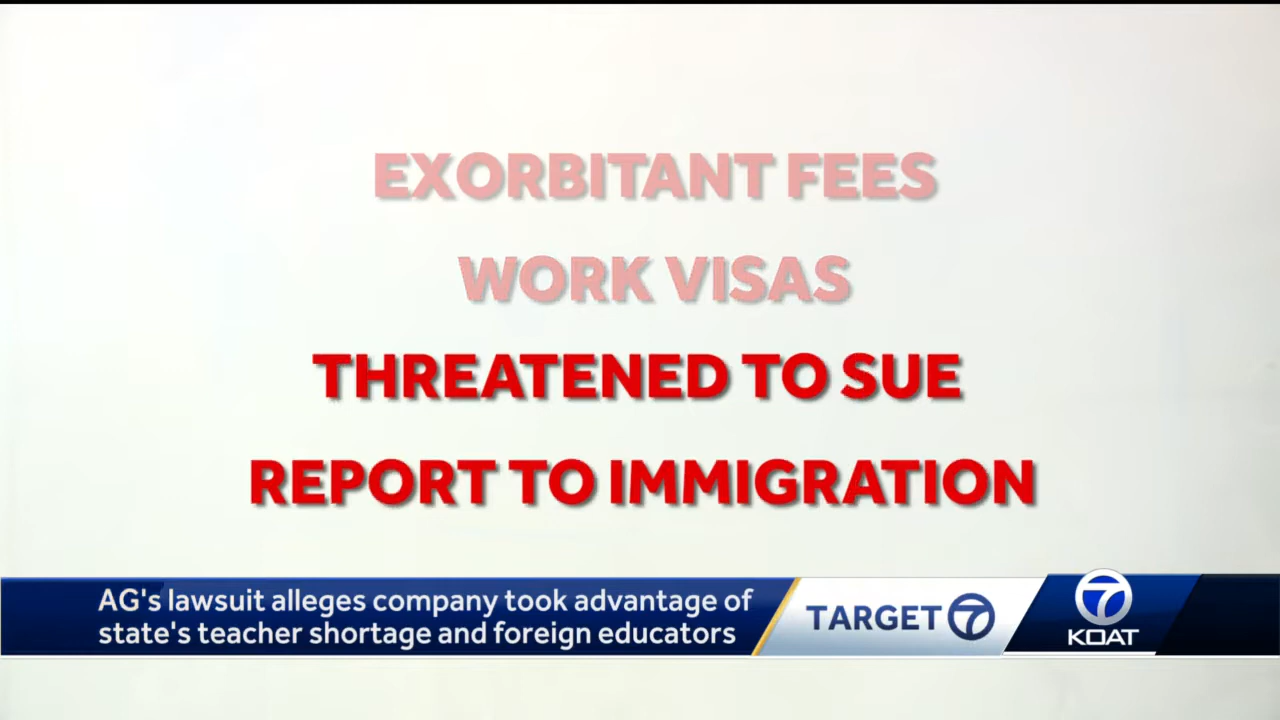 EXORBITANT FEES
WORK VISAS
THREATENED TO SUE
REPORT TO IMMIGRATION
AG's lawsuit alleges company took advantage of
state's teacher shortage and foreign educators
TARGET 7
7
KOAT